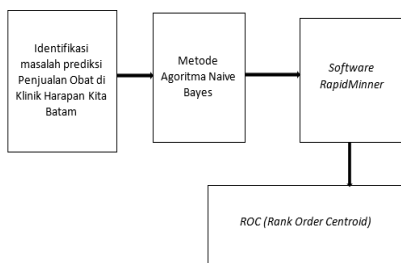 Identifikasi
masalah prediksi
Penjualan Obat di
Klinik Harapan Kita
Batam
Metode
Agoritma Naive
Bayes
Software
RapidMinner
ROC (Rank Order Centroid)